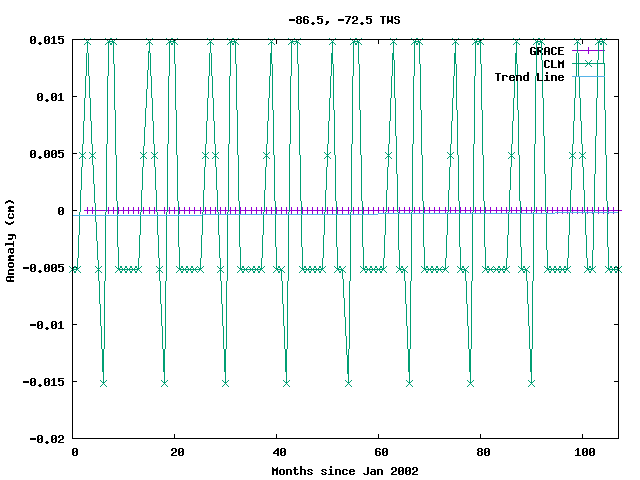 -86.5, -72.5 TWS
GRACE
CLM
Trend Line
0.015
0.01
0.005
0
-0.005
-0.01
-0.015
-0.02
Anomaly (cm)
0 20 40 60 80 100
Months since Jan 2002